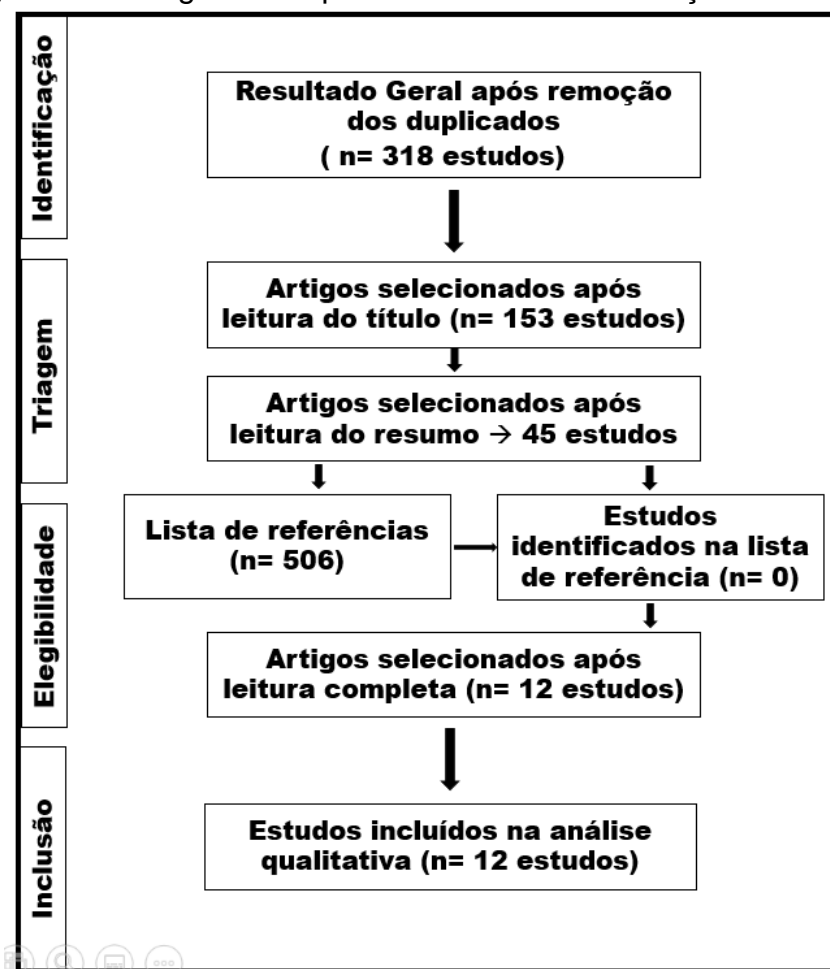 Identificação
Resultado Geral após remoção
dos duplicados
( n= 318 estudos)
Triagem
Artigos selecionados após
leitura do título (n= 153 estudos)
Artigos selecionados após
leitura do resumo → 45 estudos
Elegibilidade
Lista de referências
(n= 506)
Estudos
identificados na lista
de referência (n= 0)
Artigos selecionados após
leitura completa (n= 12 estudos)
Inclusão
Estudos incluídos na análise
qualitativa (n= 12 estudos)